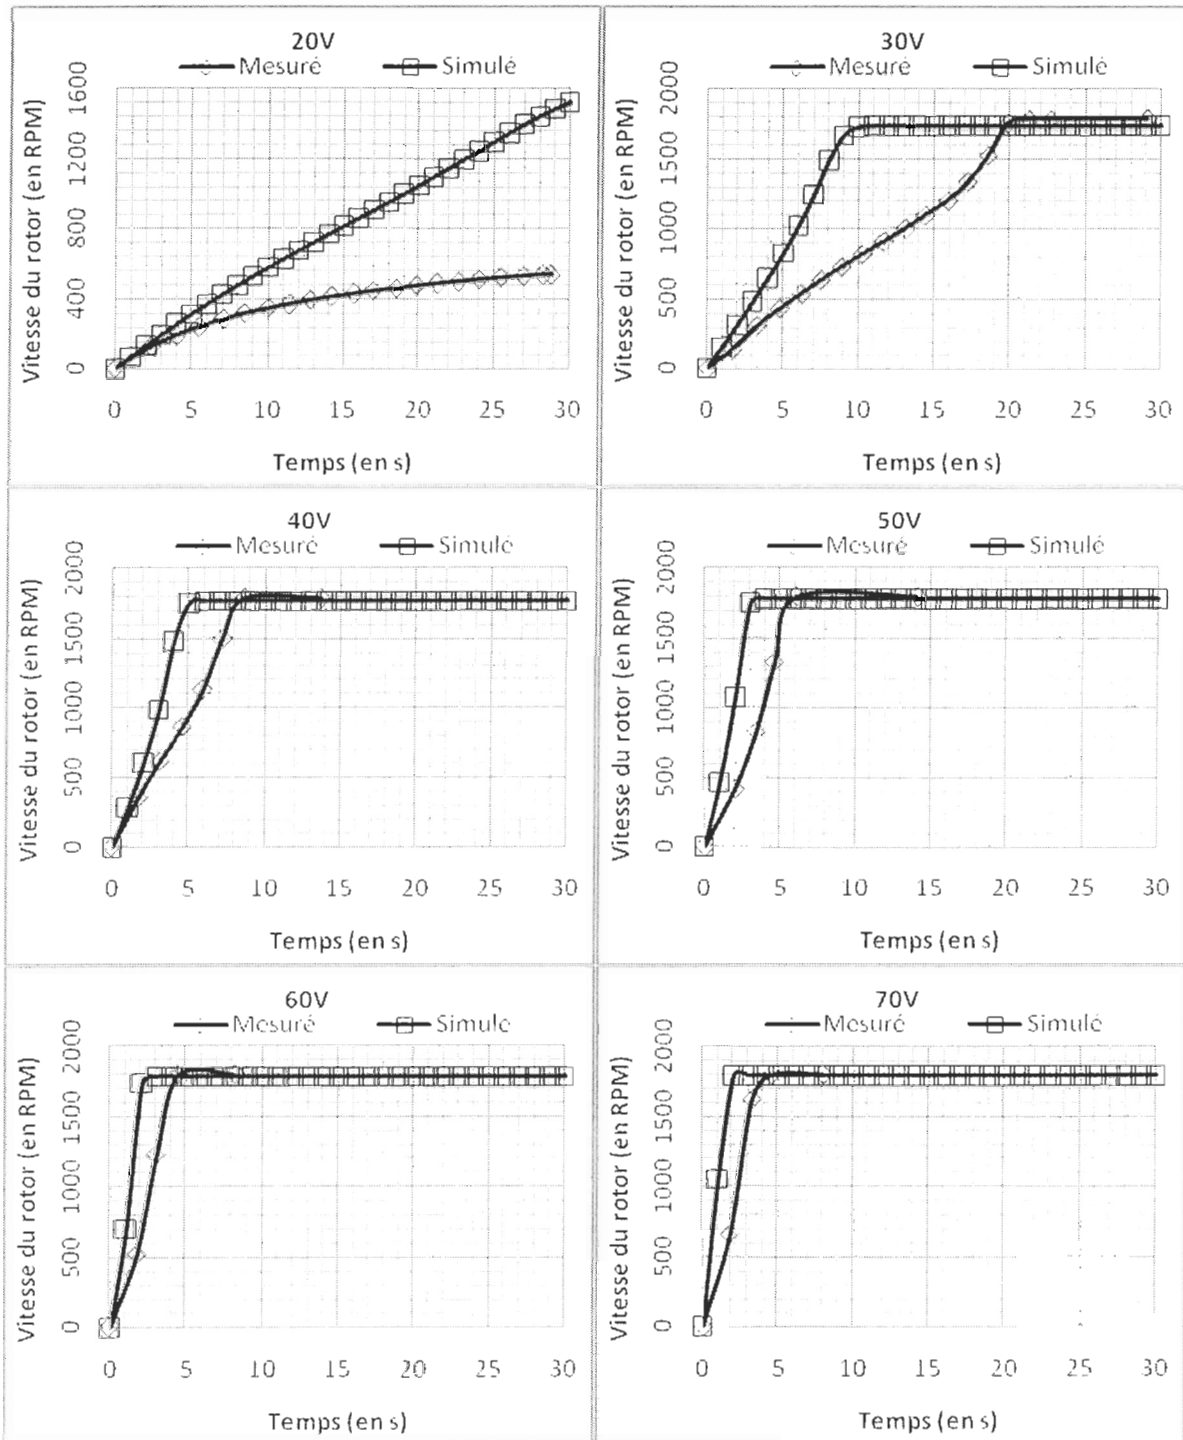 20V
Mesuré Simulé
Vitesse du rotor (en RPM)
1600
1200
800
400
0
0 5 10 15 20 25 30
Temps (en s)
30V
Mesuré Simulé
Vitesse du rotor (en RPM)
2000
1500
1000
500
0
0 5 10 15 20 25 30
Temps (en s)
40V
Mesuré Simulé
Vitesse du rotor (en RPM)
2000
1500
1000
500
0
0 5 10 15 20 25 30
Temps (en s)
50V
Mesuré Simulé
Vitesse du rotor (en RPM)
2000
1500
1000
500
0
0 5 10 15 20 25 30
Temps (en s)
60V
Mesuré Simulé
Vitesse du rotor (en RPM)
2000
1500
1000
500
0
0 5 10 15 20 25 30
Temps (en s)
70V
Mesuré Simulé
Vitesse du rotor (en RPM)
2000
1500
1000
500
0
0 5 10 15 20 25 30
Temps (en s)